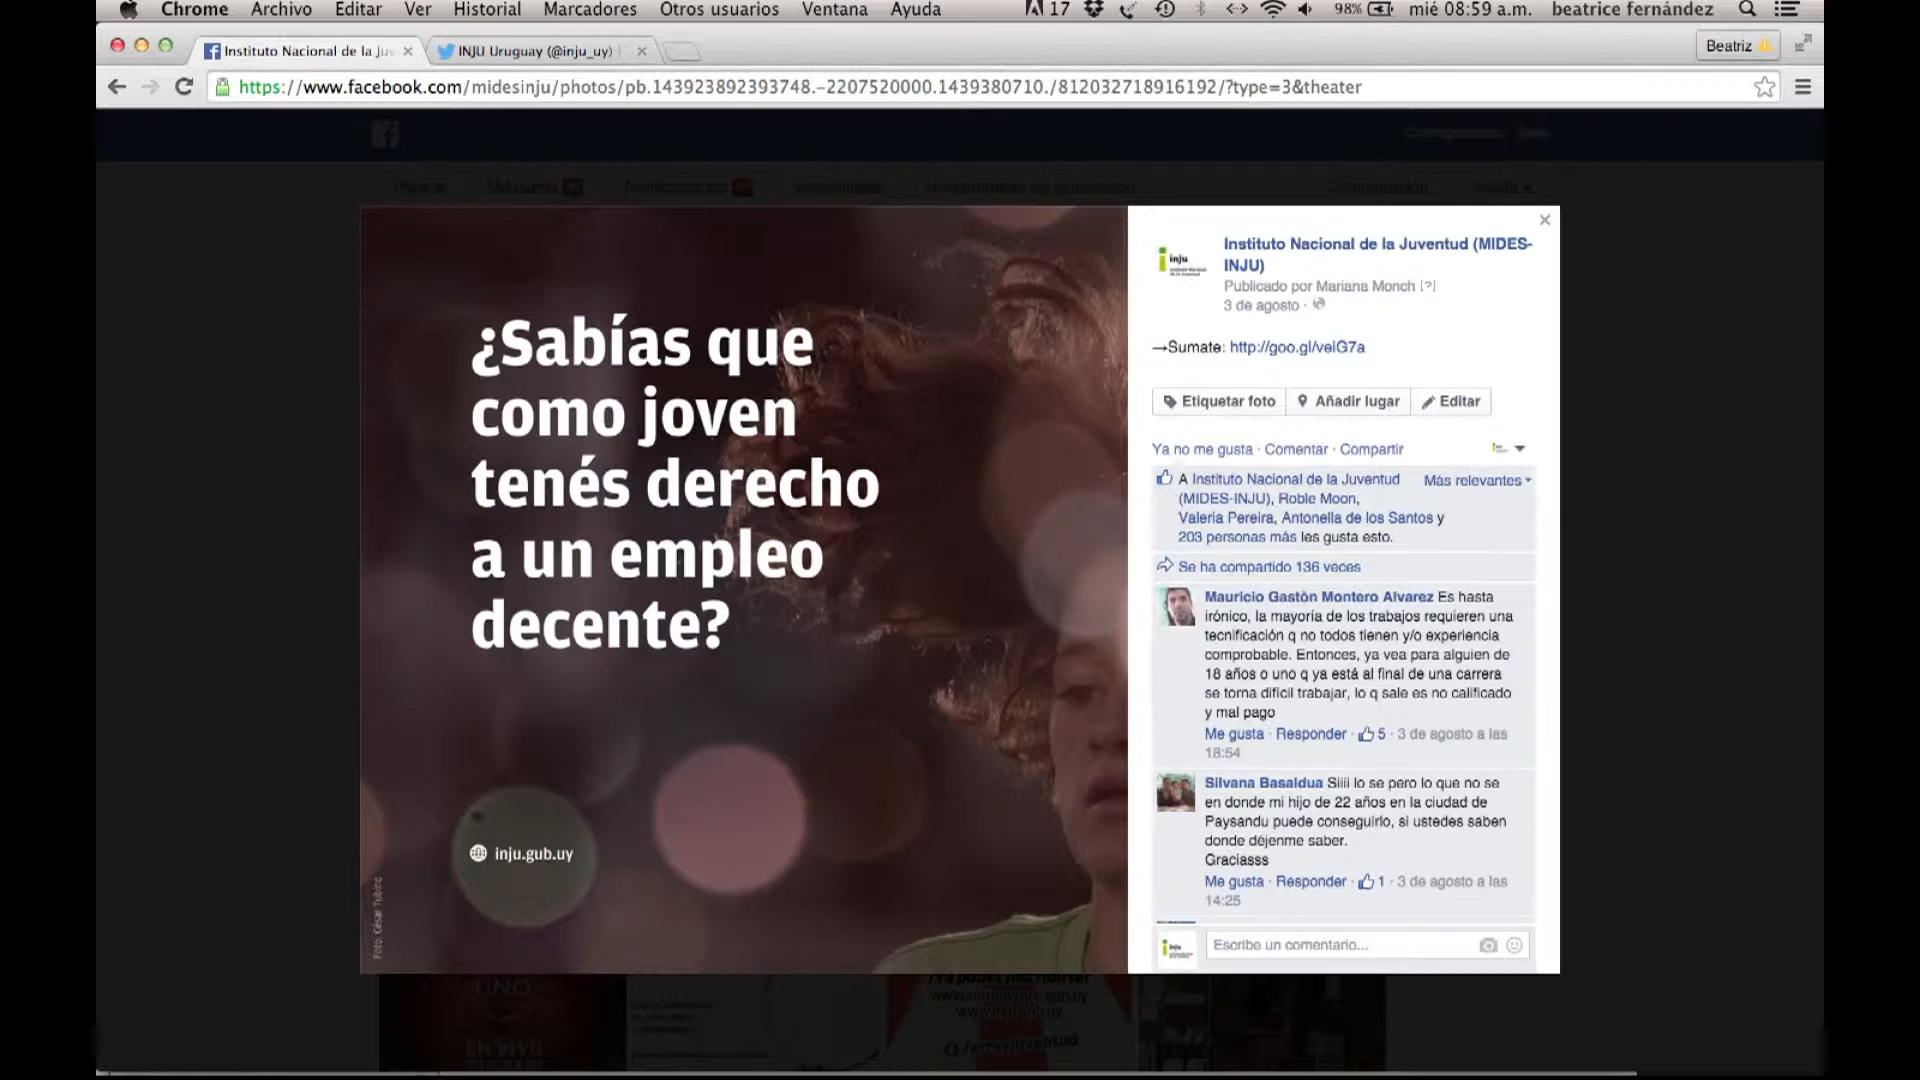 Chrome Archivo Editar Ver Historial Marcadores Otros usuarios Ventana Ayuda 17 98% mié 08:59 a.m. beatrice fernández
Instituto Nacional de la Juv
INJU Uruguay (@inju_uy)
Beatriz
https://www.facebook.com/midesinju/photos/pb.143923892393748.-2207520000.1439380710./812032718916192/?type=3&theater
¿Sabías que
como joven
tenés derecho
a un empleo
decente?
inju.gub.uy
Foto: César Tubino
inju
Instituto Nacional de la Juventud (MIDES-
INJU)
Publicado por Mariana Monch [?]
3 de agosto ·
→Sumate: http://goo.gl/veiG7a
Etiquetar foto Añadir lugar Editar
Ya no me gusta · Comentar · Compartir
A Instituto Nacional de la Juventud Más relevantes
(MIDES-INJU), Roble Moon,
Valeria Pereira, Antonella de los Santos y
203 personas más les gusta esto.
Se ha compartido 136 veces
Mauricio Gastòn Montero Alvarez Es hasta
irónico, la mayoría de los trabajos requieren una
tecnificación q no todos tienen y/o experiencia
comprobable. Entonces, ya vea para alguien de
18 años o uno q ya está al final de una carrera
se torna difícil trabajar, lo q sale es no calificado
y mal pago
Me gusta · Responder · 5 · 3 de agosto a las
18:54
Silvana Basaldua Siiii lo se pero lo que no se
en donde mi hijo de 22 años en la ciudad de
Paysandu puede conseguirlo, si ustedes saben
donde déjenme saber.
Graciasss
Me gusta · Responder · 1 · 3 de agosto a las
14:25
inju
Escribe un comentario...